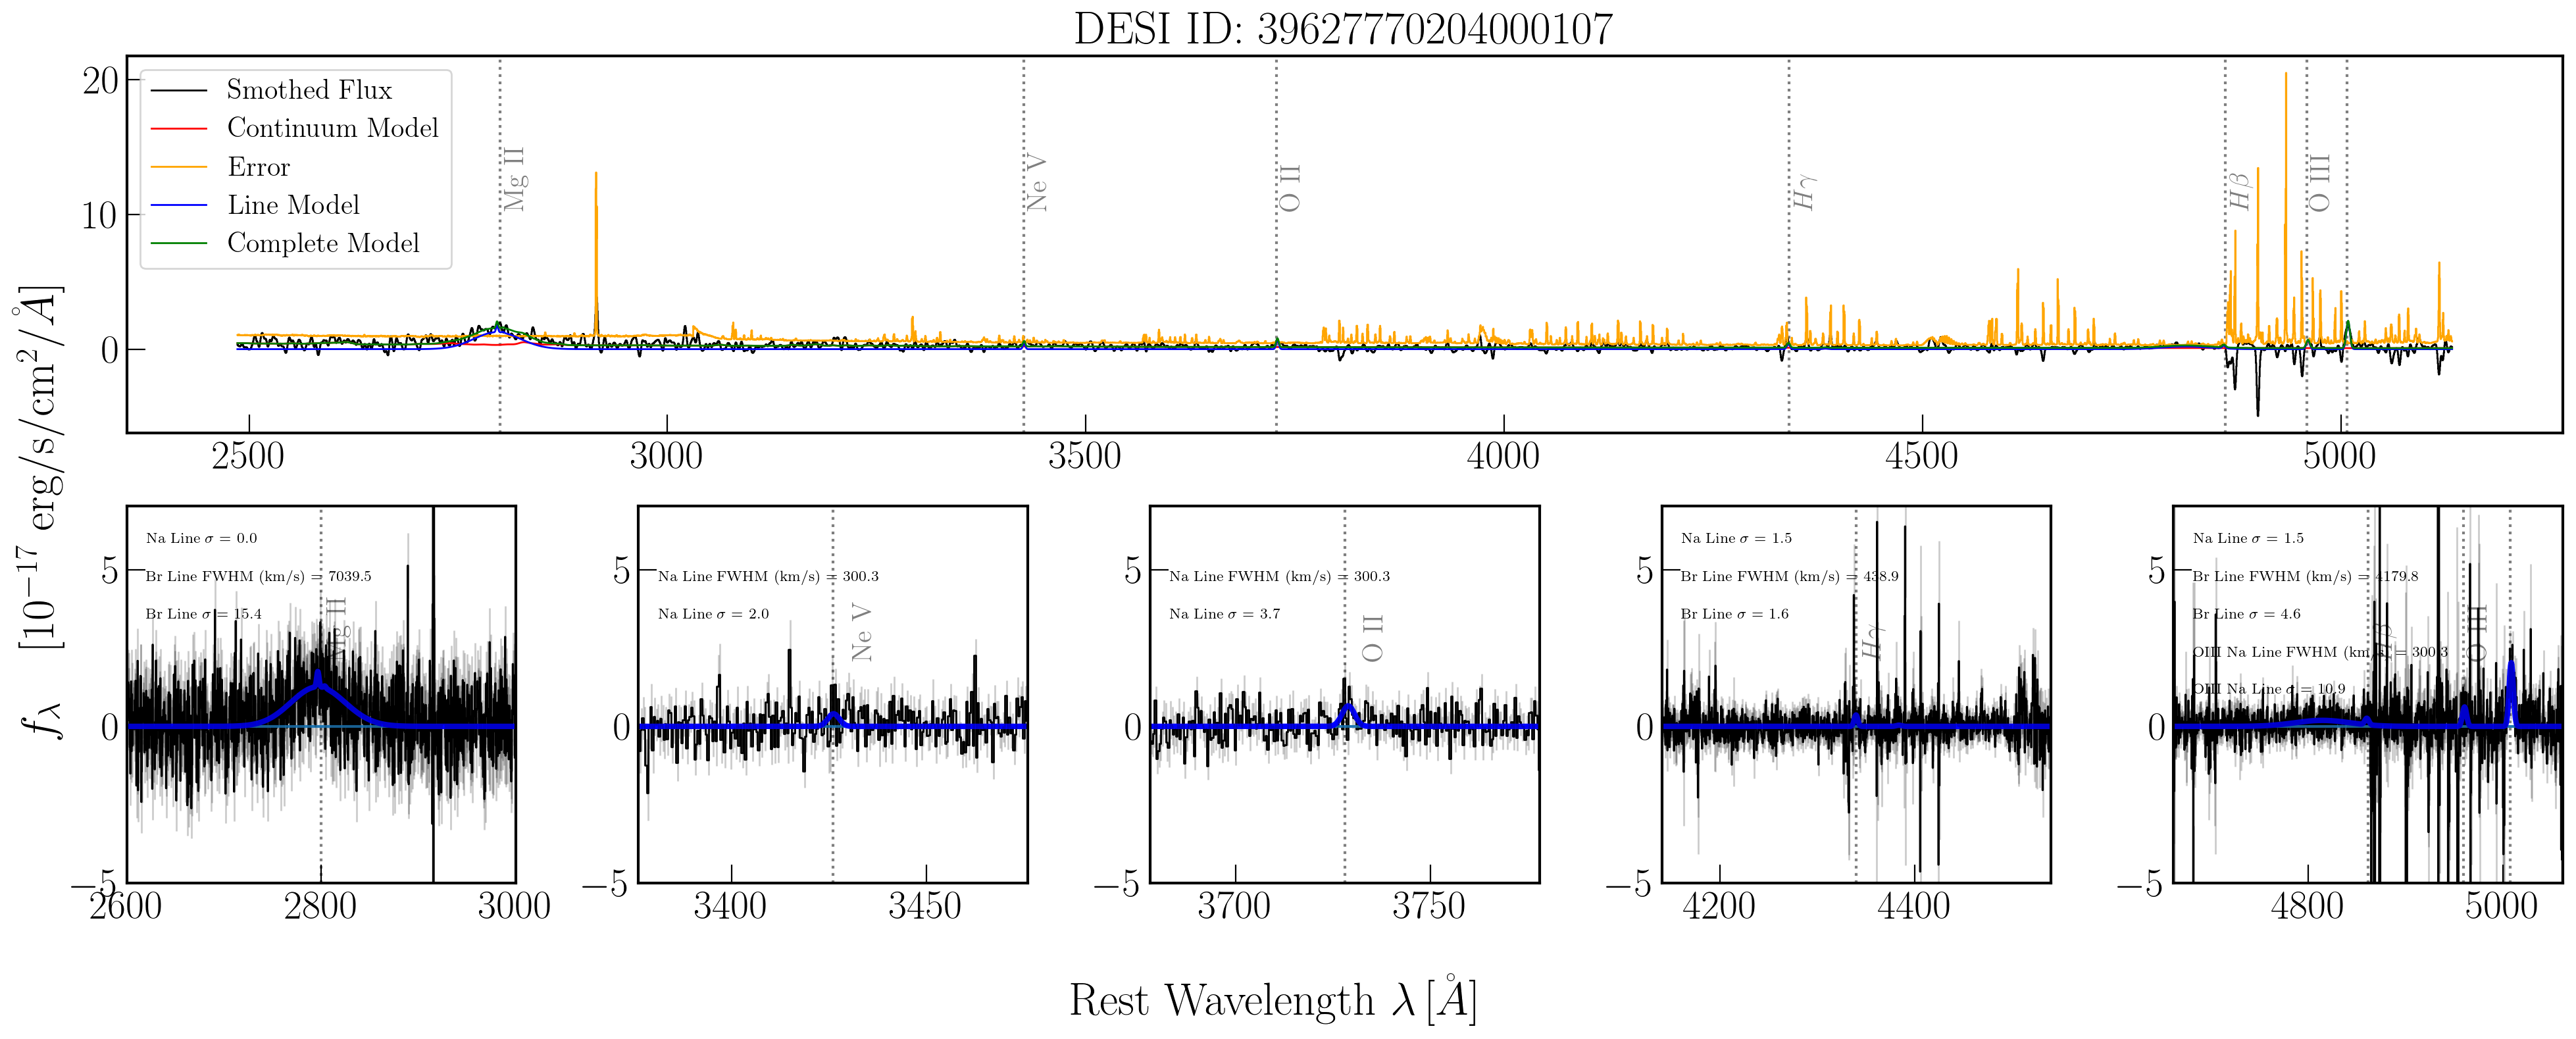 DESI ID: 39627770204000107
20
10
0
Smothed Flux
Continuum Model
Error
Line Model
Complete Model
Mg II
Ne V
O II
Hγ
Hβ
O III
2500 3000 3500 4000 4500 5000
fλ [10⁻¹⁷ erg/s/cm²/Å]
5
0
−5
Na Line σ = 0.0
Br Line FWHM (km/s) = 7039.5
Br Line σ = 15.4
Mg II
2600 2800 3000
5
0
−5
Na Line FWHM (km/s) = 300.3
Na Line σ = 2.0
Ne V
3400 3450
5
0
−5
Na Line FWHM (km/s) = 300.3
Na Line σ = 3.7
O II
3700 3750
5
0
−5
Na Line σ = 1.5
Br Line FWHM (km/s) = 438.9
Br Line σ = 1.6
Hγ
4200 4400
5
0
−5
Na Line σ = 1.5
Br Line FWHM (km/s) = 4179.8
Br Line σ = 4.6
OIII Na Line FWHM (km/s) = 300.3
OIII Na Line σ = 10.9
Hβ
O III
4800 5000
Rest Wavelength λ [Å]